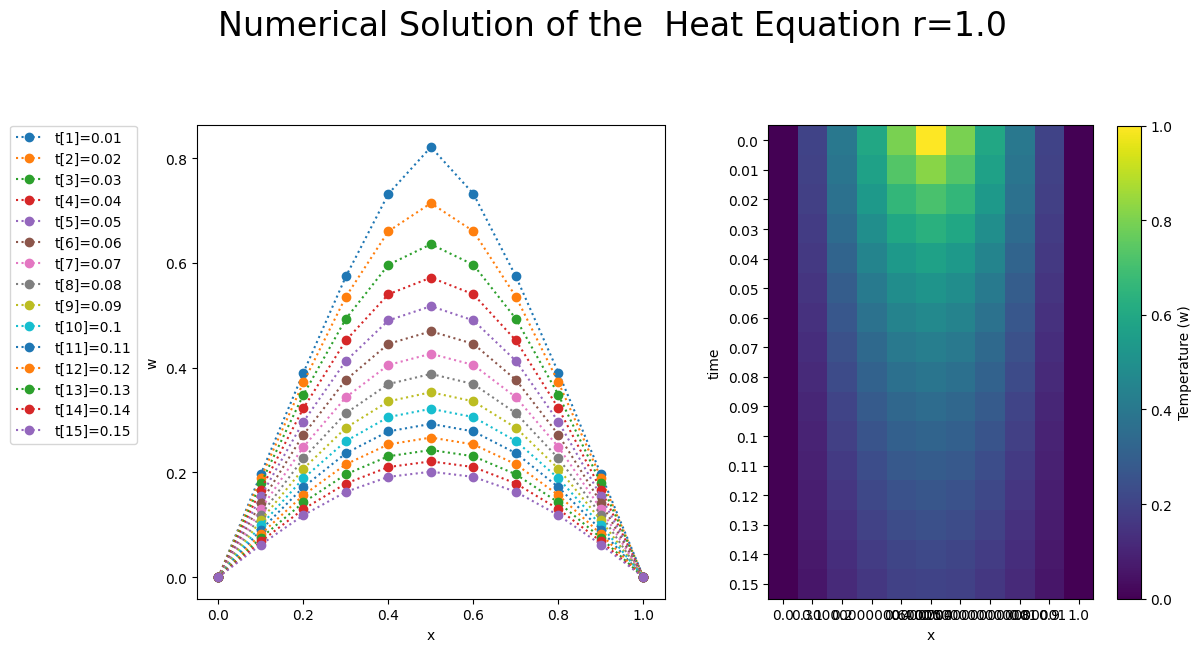 Numerical Solution of the  Heat Equation r=1.0
t[1]=0.01
t[2]=0.02
t[3]=0.03
t[4]=0.04
t[5]=0.05
t[6]=0.06
t[7]=0.07
t[8]=0.08
t[9]=0.09
t[10]=0.1
t[11]=0.11
t[12]=0.12
t[13]=0.13
t[14]=0.14
t[15]=0.15
w
0.8
0.6
0.4
0.2
0.0
0.0 0.2 0.4 0.6 0.8 1.0
x
time
0.0
0.01
0.02
0.03
0.04
0.05
0.06
0.07
0.08
0.09
0.1
0.11
0.12
0.13
0.14
0.15
0.0 0.1 0.2 0.9 1.0
x
1.0
0.8
0.6
0.4
0.2
0.0
Temperature (w)